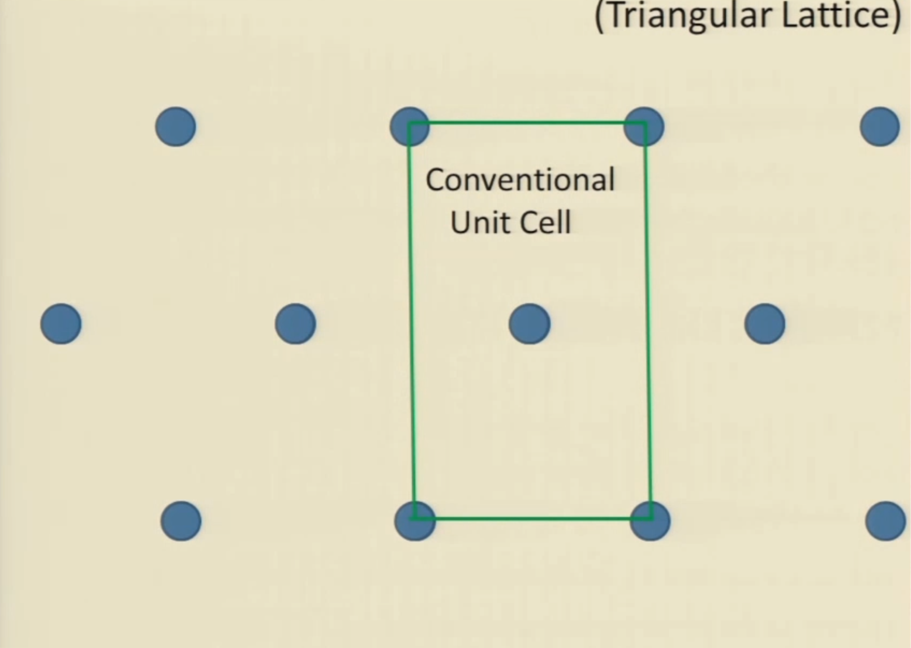 (Triangular Lattice)
Conventional
Unit Cell